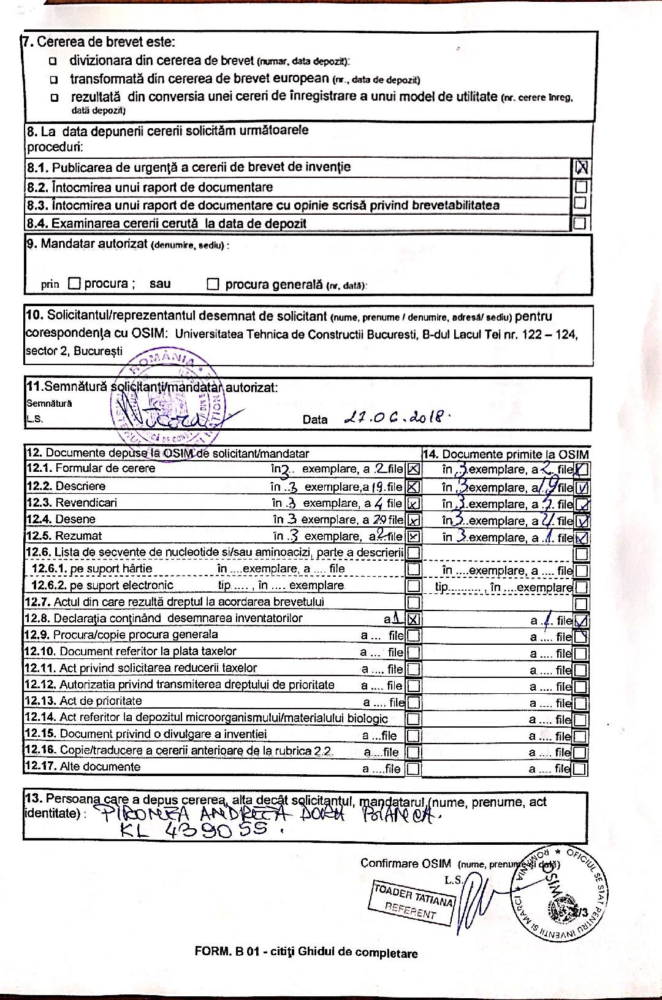 7. Cererea de brevet este:
divizionara din cererea de brevet (numar, data depozit):
transformată din cererea de brevet european (nr., data de depozit)
rezultată din conversia unei cereri de înregistrare a unui model de utilitate (nr. cerere înreg,
dată depozit)
8. La data depunerii cererii solicităm următoarele
proceduri:
8.1. Publicarea de urgenţă a cererii de brevet de invenţie X
8.2. Întocmirea unui raport de documentare
8.3. Întocmirea unui raport de documentare cu opinie scrisă privind brevetabilitatea
8.4. Examinarea cererii cerută la data de depozit
9. Mandatar autorizat (denumire, sediu) :
prin procura ; sau procura generală (nr, dată):
10. Solicitantul/reprezentantul desemnat de solicitant (nume, prenume / denumire, adresă/ sediu) pentru
corespondenţa cu OSIM: Universitatea Tehnica de Constructii Bucuresti, B-dul Lacul Tei nr. 122 – 124,
sector 2, Bucureşti
11.Semnătură solicitanţi/mandatar autorizat:
Semnătură
L.S. Data 27.06.2018.
ROMÂNIA
12. Documente depuse la OSIM de solicitant/mandatar 14. Documente primite la OSIM
12.1. Formular de cerere în 3.. exemplare, a .2 file X în .3 exemplare, a 2. file
12.2. Descriere în ..3 exemplare,a 19.file X în .3 exemplare, a 19 file
12.3. Revendicari în .3 exemplare, a 4 file X în .3.exemplare, a file
12.4. Desene în 3 exemplare, a 20 file X în 3..exemplare, a file
12.5. Rezumat în .3 exemplare, a 2 file X în 3.exemplare, a .1. file
12.6. Lista de secvente de nucleotide si/sau aminoacizi, parte a descrierii
12.6.1. pe suport hârtie în ....exemplare, a .... file în ....exemplare, a .... file
12.6.2. pe suport electronic tip .... , în .... exemplare tip.......... , în ....exemplare
12.7. Actul din care rezultă dreptul la acordarea brevetului
12.8. Declaraţia conţinând desemnarea inventatorilor a 1 X a .1. file
12.9. Procura/copie procura generala a ... file a .... file
12.10. Document referitor la plata taxelor a ... file a .... file
12.11. Act privind solicitarea reducerii taxelor a .... file a .... file
12.12. Autorizatia privind transmiterea dreptului de prioritate a .... file a .... file
12.13. Act de prioritate a .... file a .... file
12.14. Act referitor la depozitul microorganismului/materialului biologic a .... file
12.15. Document privind o divulgare a inventiei a ...file a .... file
12.16. Copie/traducere a cererii anterioare de la rubrica 2.2. a....file a .... file
12.17. Alte documente a ....file a .... file
13. Persoana care a depus cererea, alta decât solicitantul, mandatarul (nume, prenume, act
identitate) : PIRONEA ANDREEA DORA BIANCA.
KL 439055.
Confirmare OSIM (nume, prenume si dată)
L.S.
TOADER TATIANA
REFERENT
OFICIUL DE STAT PENTRU INVENTII SI MARCI * ROMANIA *
OSIM
2/3
FORM. B 01 - citiţi Ghidul de completare